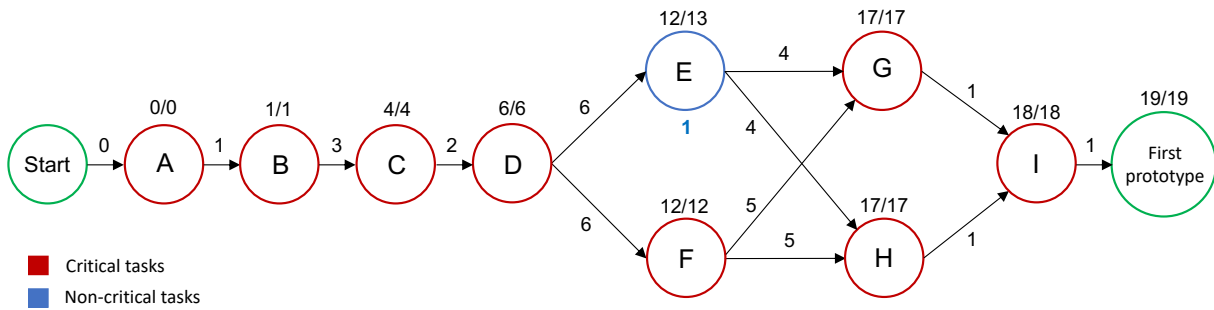 12/13
17/17
E
4
G
6
1
4
1
0/0
1/1
4/4
6/6
18/18
19/19
Start
0
A
1
B
3
C
2
D
I
1
First
prototype
12/12
17/17
6
5
F
5
H
1
Critical tasks
Non-critical tasks